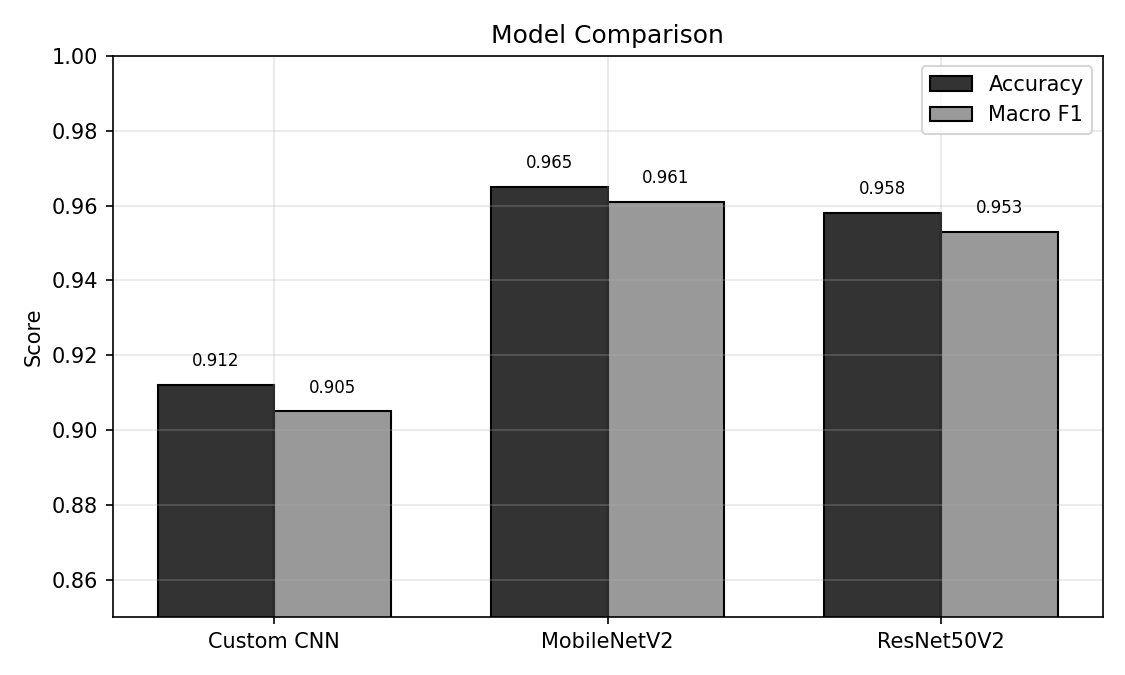 Model Comparison
1.00
0.98
0.96
0.94
0.92
0.90
0.88
0.86
Score
Accuracy
Macro F1
0.912
0.905
0.965
0.961
0.958
0.953
Custom CNN
MobileNetV2
ResNet50V2